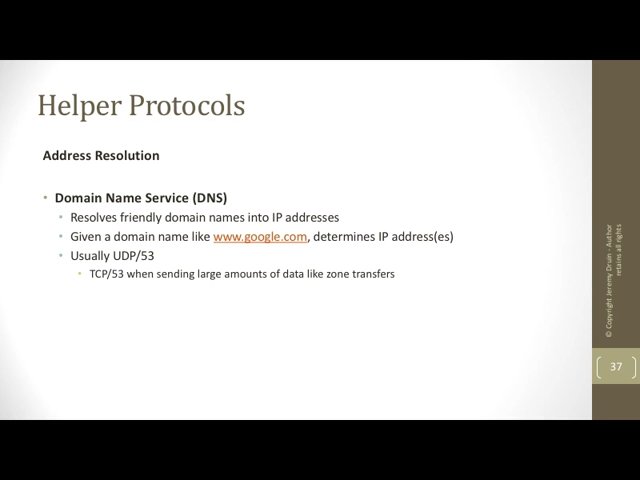 Helper Protocols
Address Resolution
• Domain Name Service (DNS)
• Resolves friendly domain names into IP addresses
• Given a domain name like www.google.com, determines IP address(es)
• Usually UDP/53
• TCP/53 when sending large amounts of data like zone transfers
© Copyright Jeremy Druin - Author
retains all rights
37